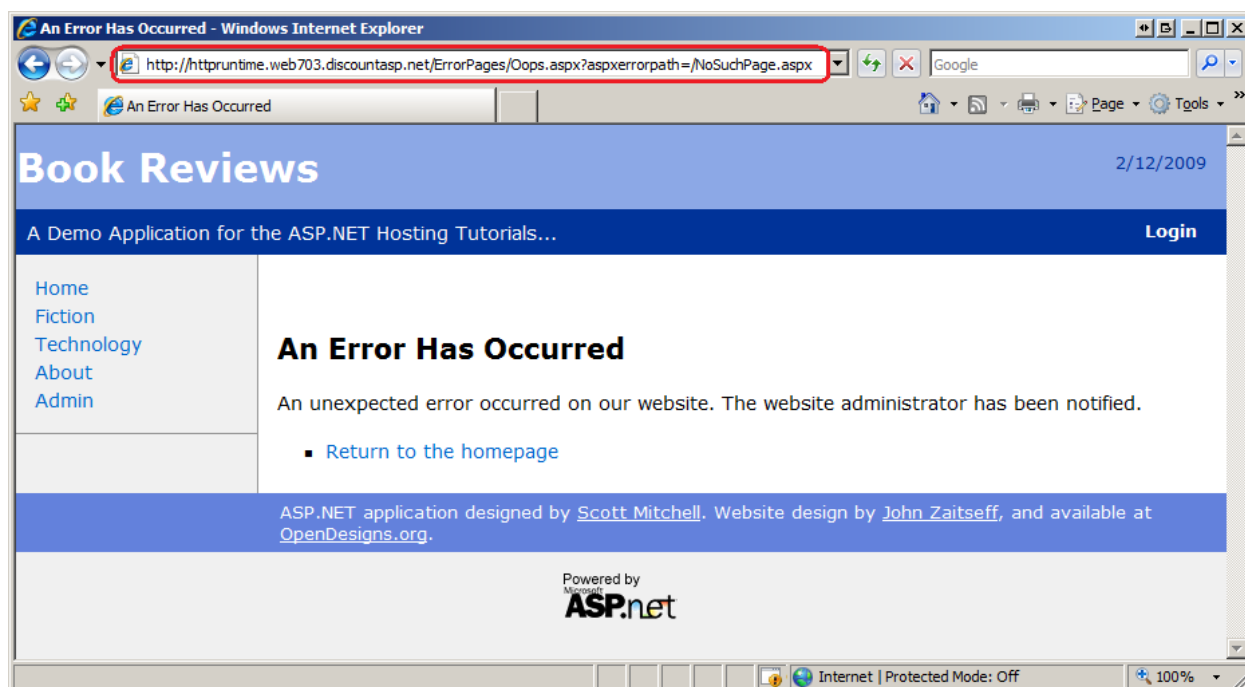 An Error Has Occurred - Windows Internet Explorer
http://httpruntime.web703.discountasp.net/ErrorPages/Oops.aspx?aspxerrorpath=/NoSuchPage.aspx
Google
An Error Has Occurred
Page
Tools
Book Reviews
2/12/2009
A Demo Application for the ASP.NET Hosting Tutorials...
Login
Home
Fiction
Technology
About
Admin
An Error Has Occurred
An unexpected error occurred on our website. The website administrator has been notified.
Return to the homepage
ASP.NET application designed by Scott Mitchell. Website design by John Zaitseff, and available at
OpenDesigns.org.
Powered by
Microsoft
ASP.net
Internet | Protected Mode: Off
100%